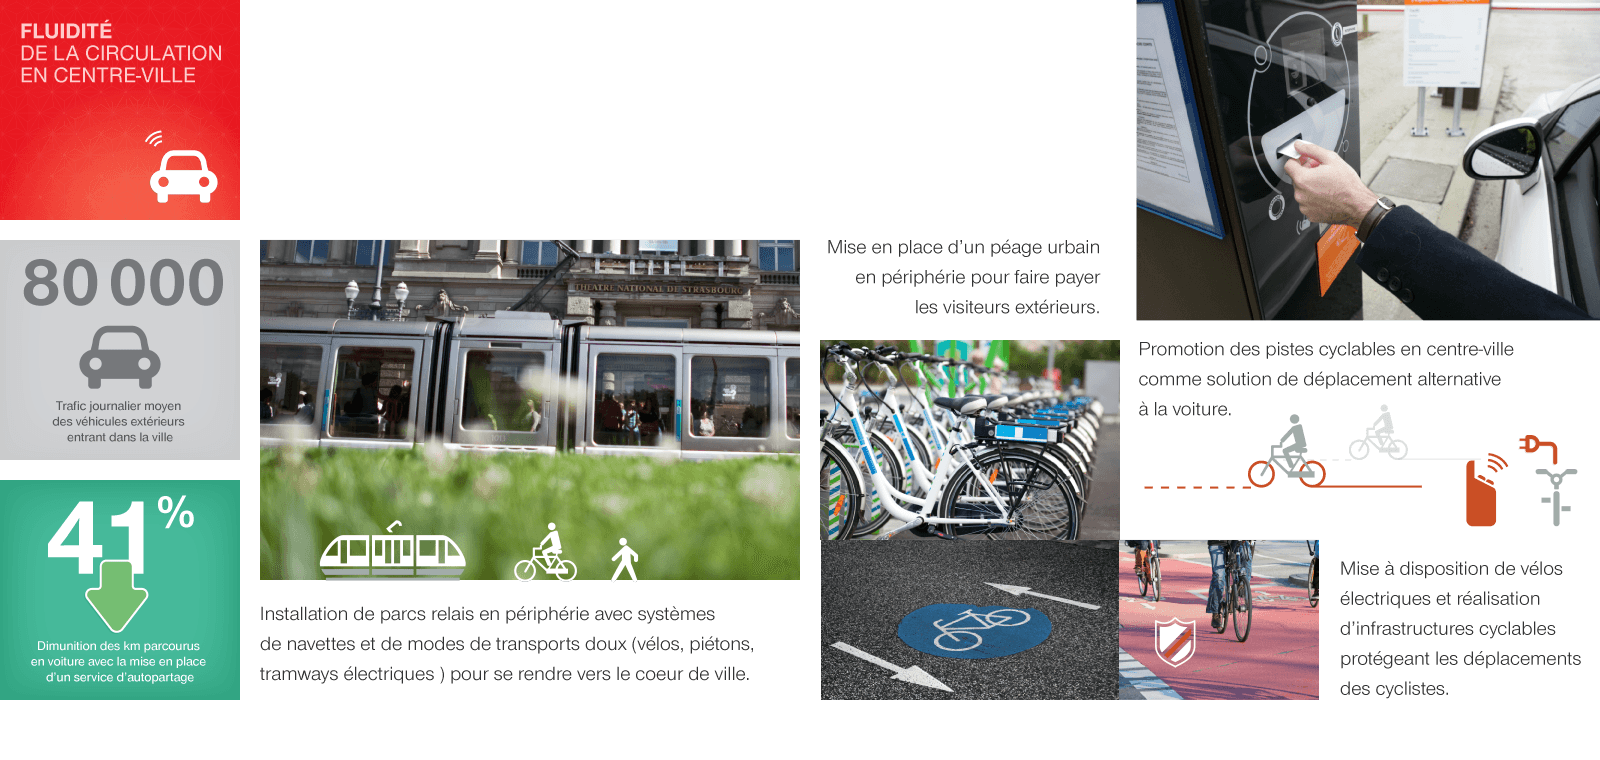 FLUIDITÉ
DE LA CIRCULATION
EN CENTRE-VILLE
80 000
Trafic journalier moyen
des véhicules extérieurs
entrant dans la ville
41%
Dimunition des km parcourus
en voiture avec la mise en place
d'un service d'autopartage
THEATRE NATIONAL DE STRASBOURG
Installation de parcs relais en périphérie avec systèmes
de navettes et de modes de transports doux (vélos, piétons,
tramways électriques ) pour se rendre vers le coeur de ville.
Mise en place d'un péage urbain
en périphérie pour faire payer
les visiteurs extérieurs.
Promotion des pistes cyclables en centre-ville
comme solution de déplacement alternative
à la voiture.
Mise à disposition de vélos
électriques et réalisation
d'infrastructures cyclables
protégeant les déplacements
des cyclistes.